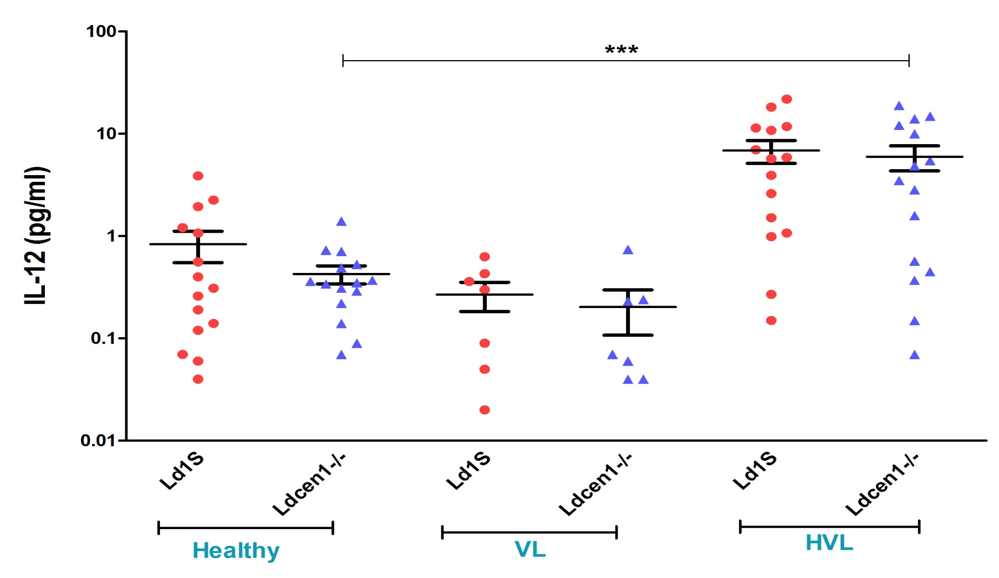 100
***
10
1
0.1
0.01
IL-12 (pg/ml)
Ld1S
Ldcen1-/-
Ld1S
Ldcen1-/-
Ld1S
Ldcen1-/-
Healthy
VL
HVL